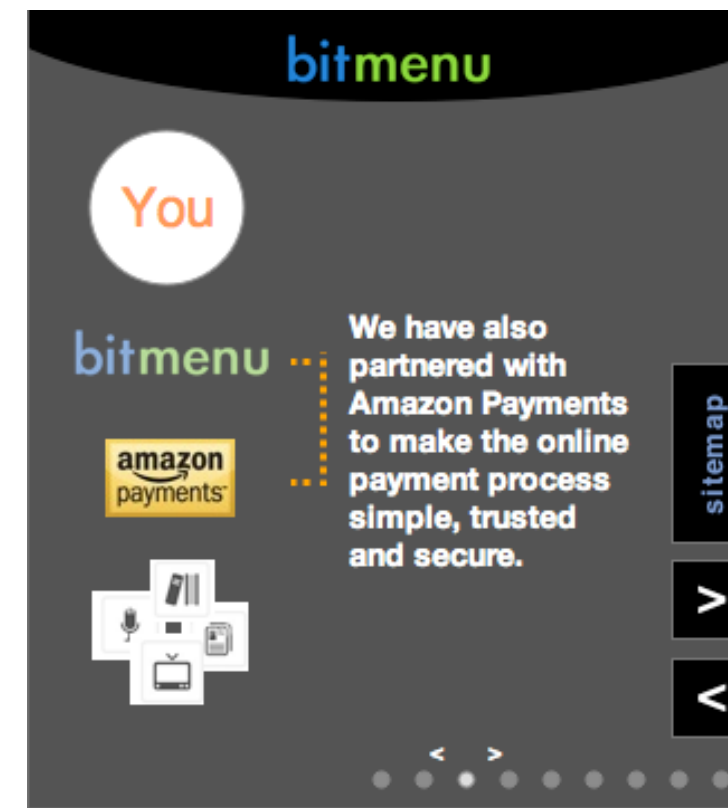 bitmenu
You
bitmenu
We have also
partnered with
Amazon Payments
to make the online
payment process
simple, trusted
and secure.
amazon
payments™
sitemap
>
<
< >